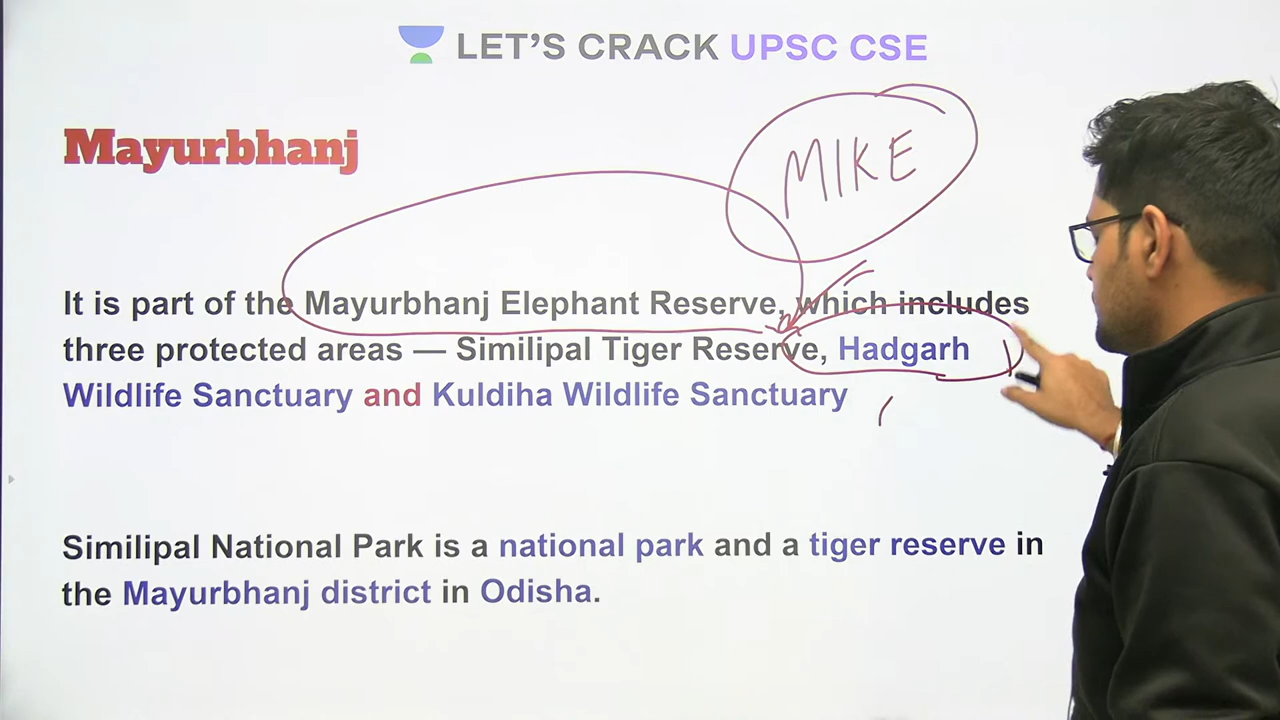 LET'S CRACK UPSC CSE
Mayurbhanj
MIKE
It is part of the Mayurbhanj Elephant Reserve, which includes
three protected areas — Similipal Tiger Reserve, Hadgarh
Wildlife Sanctuary and Kuldiha Wildlife Sanctuary
Similipal National Park is a national park and a tiger reserve in
the Mayurbhanj district in Odisha.